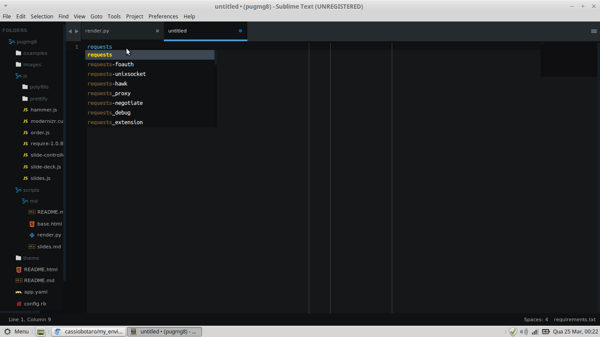 untitled • (pugmg8) - Sublime Text (UNREGISTERED)
File Edit Selection Find View Goto Tools Project Preferences Help
FOLDERS
render.py
untitled
pugmg8
examples
images
js
polyfills
prettify
hammer.js
modernizr.cu
order.js
require-1.0.8
slide-controll
slide-deck.js
slides.js
scripts
md
README.m
base.html
render.py
slides.md
theme
README.html
README.md
app.yaml
config.rb
1 requests
requests
requests-foauth
requests-unixsocket
requests-hawk
requests_proxy
requests-negotiate
requests_debug
requests_extension
Line 1, Column 9
Spaces: 4 requirements.txt
Menu
cassiobotaro/my_envi...
untitled • (pugmg8) - ...
Qua 25 Mar, 00:22